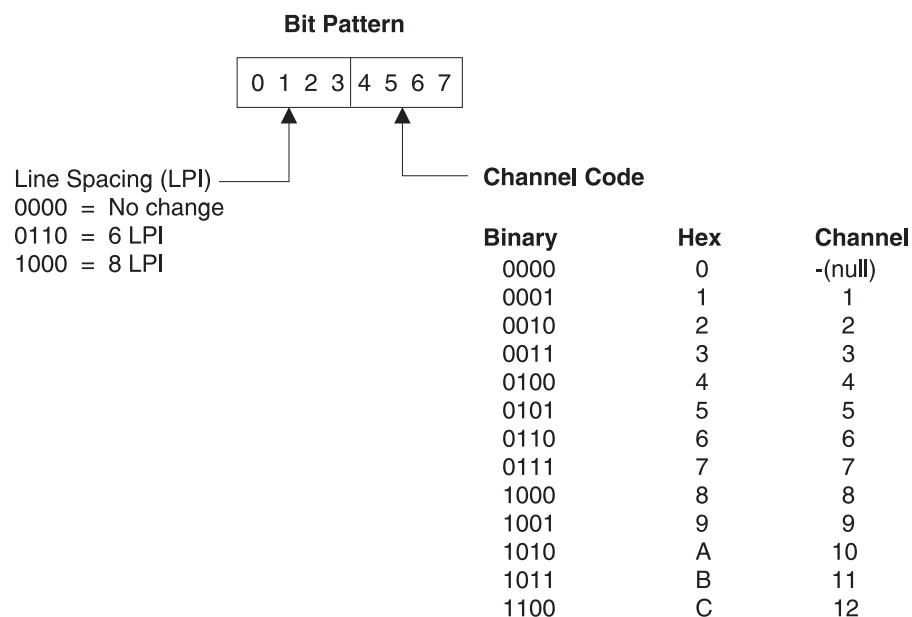 Bit Pattern
0 1 2 3 4 5 6 7
Line Spacing (LPI)
0000 = No change
0110 = 6 LPI
1000 = 8 LPI
Channel Code
Binary Hex Channel
0000 0 -(null)
0001 1 1
0010 2 2
0011 3 3
0100 4 4
0101 5 5
0110 6 6
0111 7 7
1000 8 8
1001 9 9
1010 A 10
1011 B 11
1100 C 12